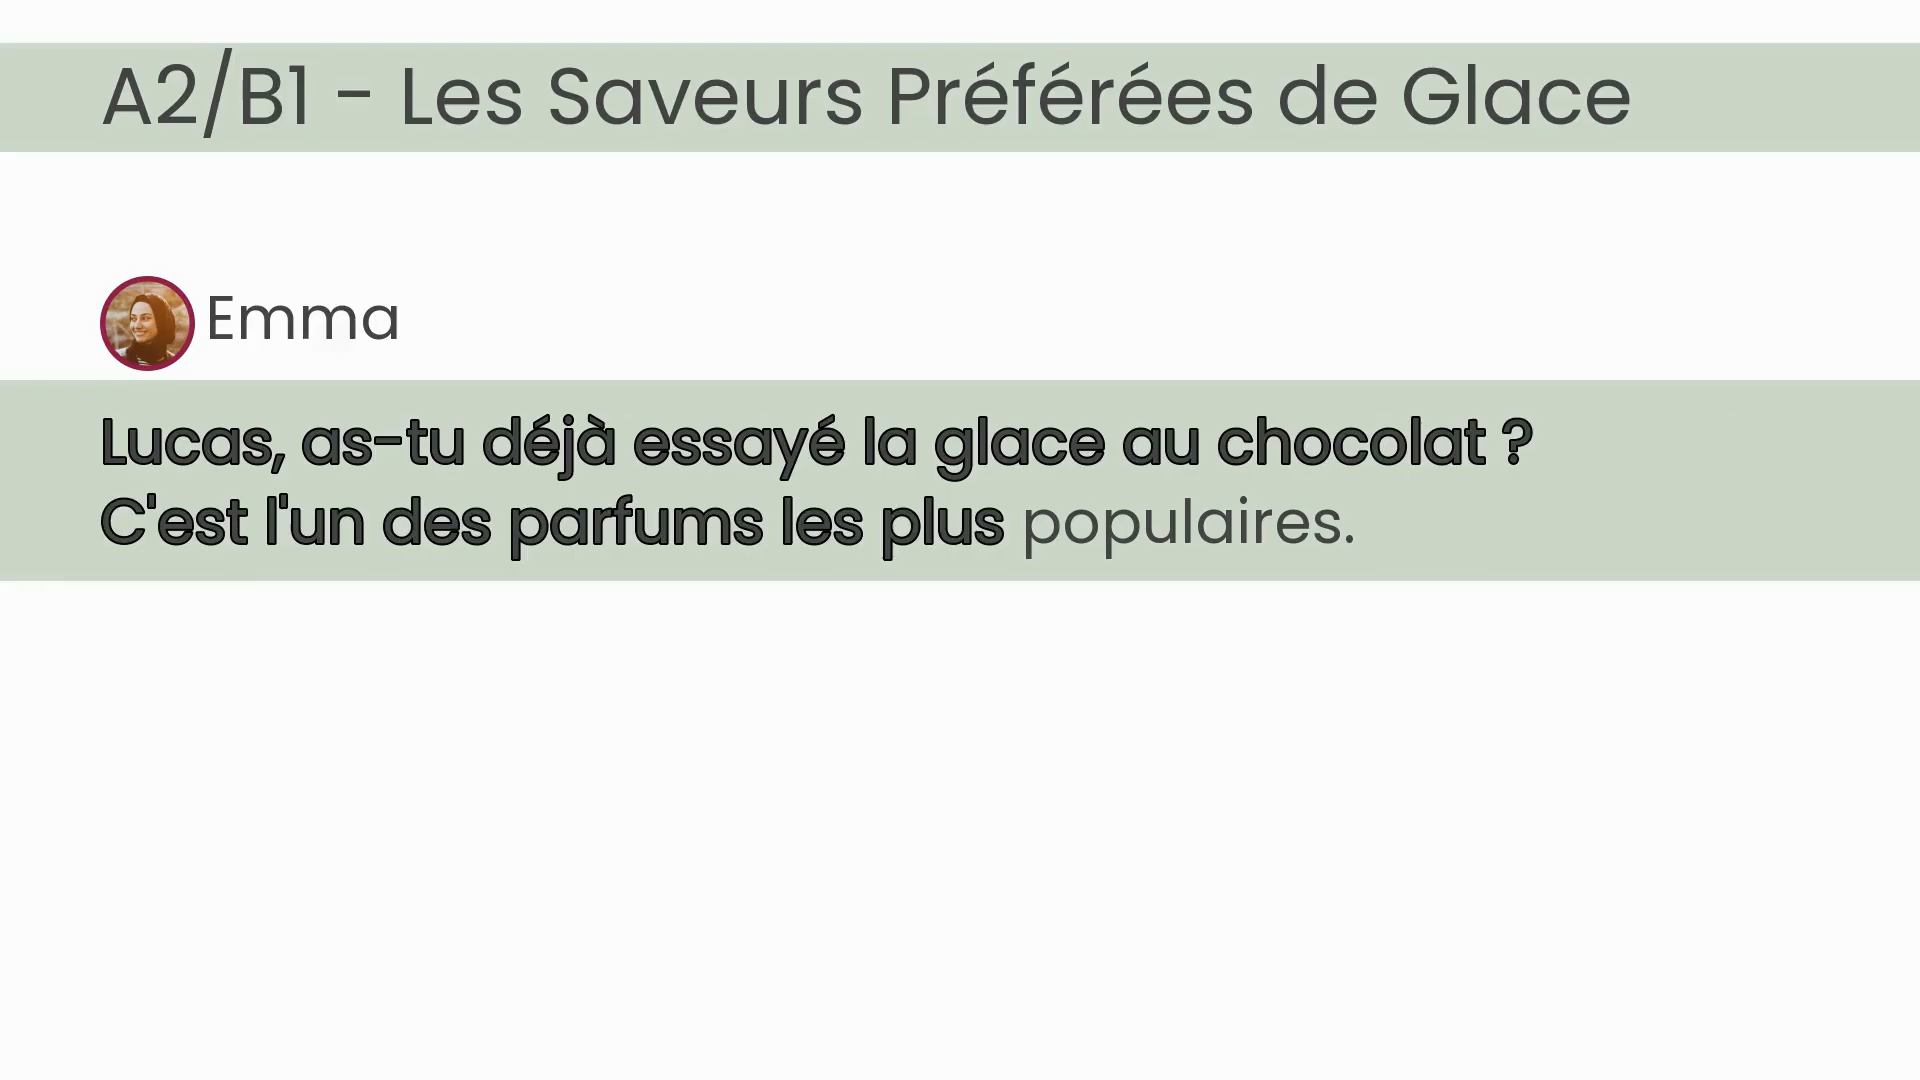 A2/B1 - Les Saveurs Préférées de Glace
Emma
Lucas, as-tu déjà essayé la glace au chocolat ?
C'est l'un des parfums les plus populaires.